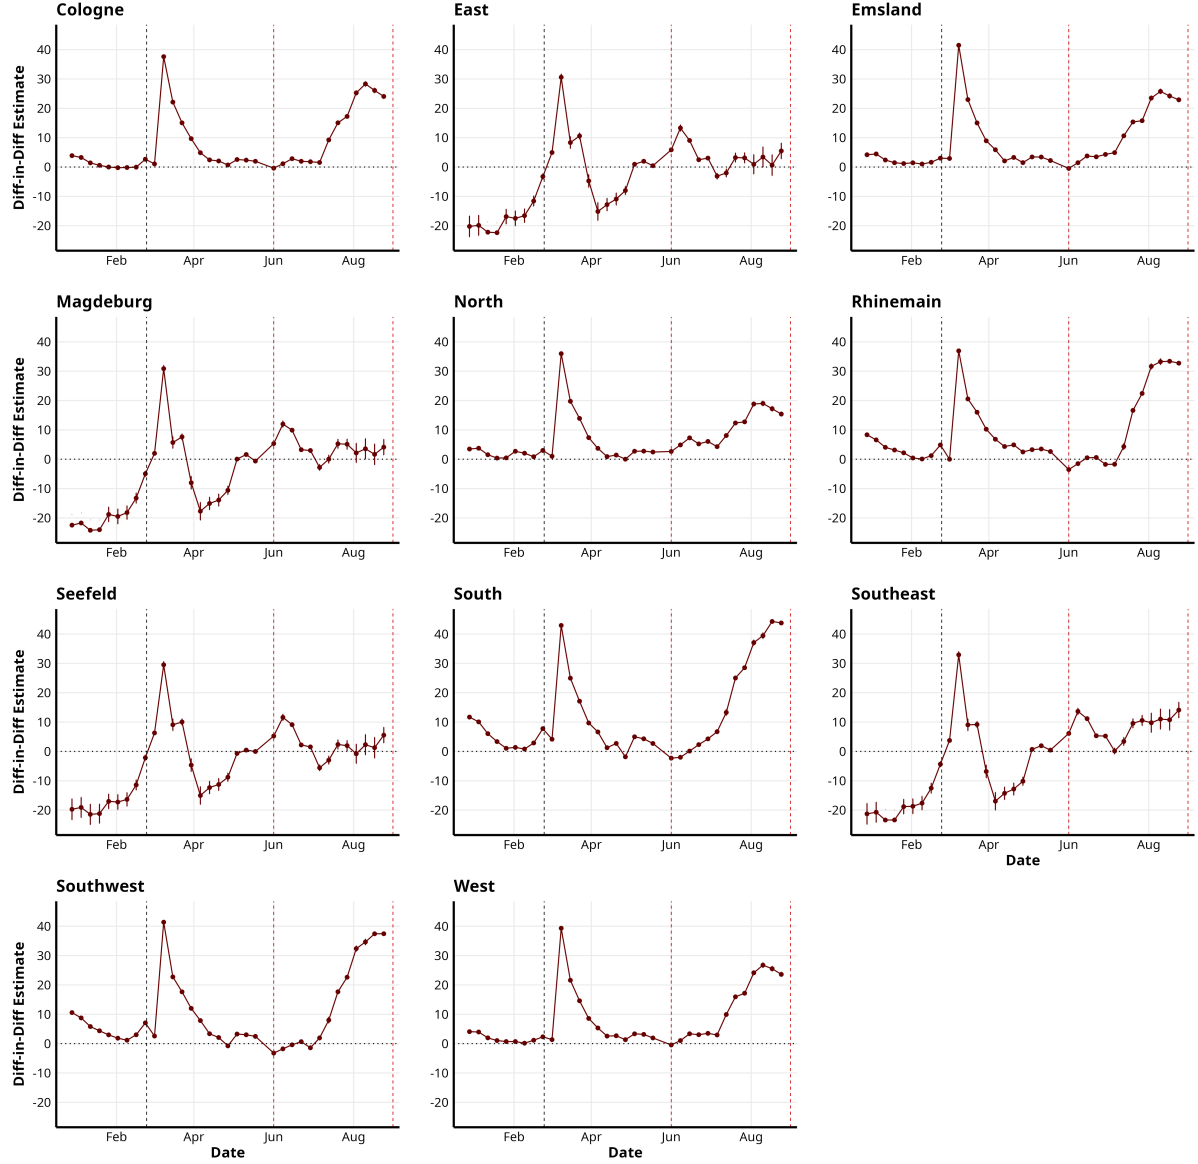 Cologne East Emsland
Diff-in-Diff Estimate
40 40 40
30 30 30
20 20 20
10 10 10
0 0 0
-10 -10 -10
-20 -20 -20
Feb Apr Jun Aug Feb Apr Jun Aug Feb Apr Jun Aug
Magdeburg North Rhinemain
Diff-in-Diff Estimate
40 40 40
30 30 30
20 20 20
10 10 10
0 0 0
-10 -10 -10
-20 -20 -20
Feb Apr Jun Aug Feb Apr Jun Aug Feb Apr Jun Aug
Seefeld South Southeast
Diff-in-Diff Estimate
40 40 40
30 30 30
20 20 20
10 10 10
0 0 0
-10 -10 -10
-20 -20 -20
Feb Apr Jun Aug Feb Apr Jun Aug Feb Apr Jun Aug
Date
Southwest West
Diff-in-Diff Estimate
40 40
30 30
20 20
10 10
0 0
-10 -10
-20 -20
Feb Apr Jun Aug Feb Apr Jun Aug
Date Date